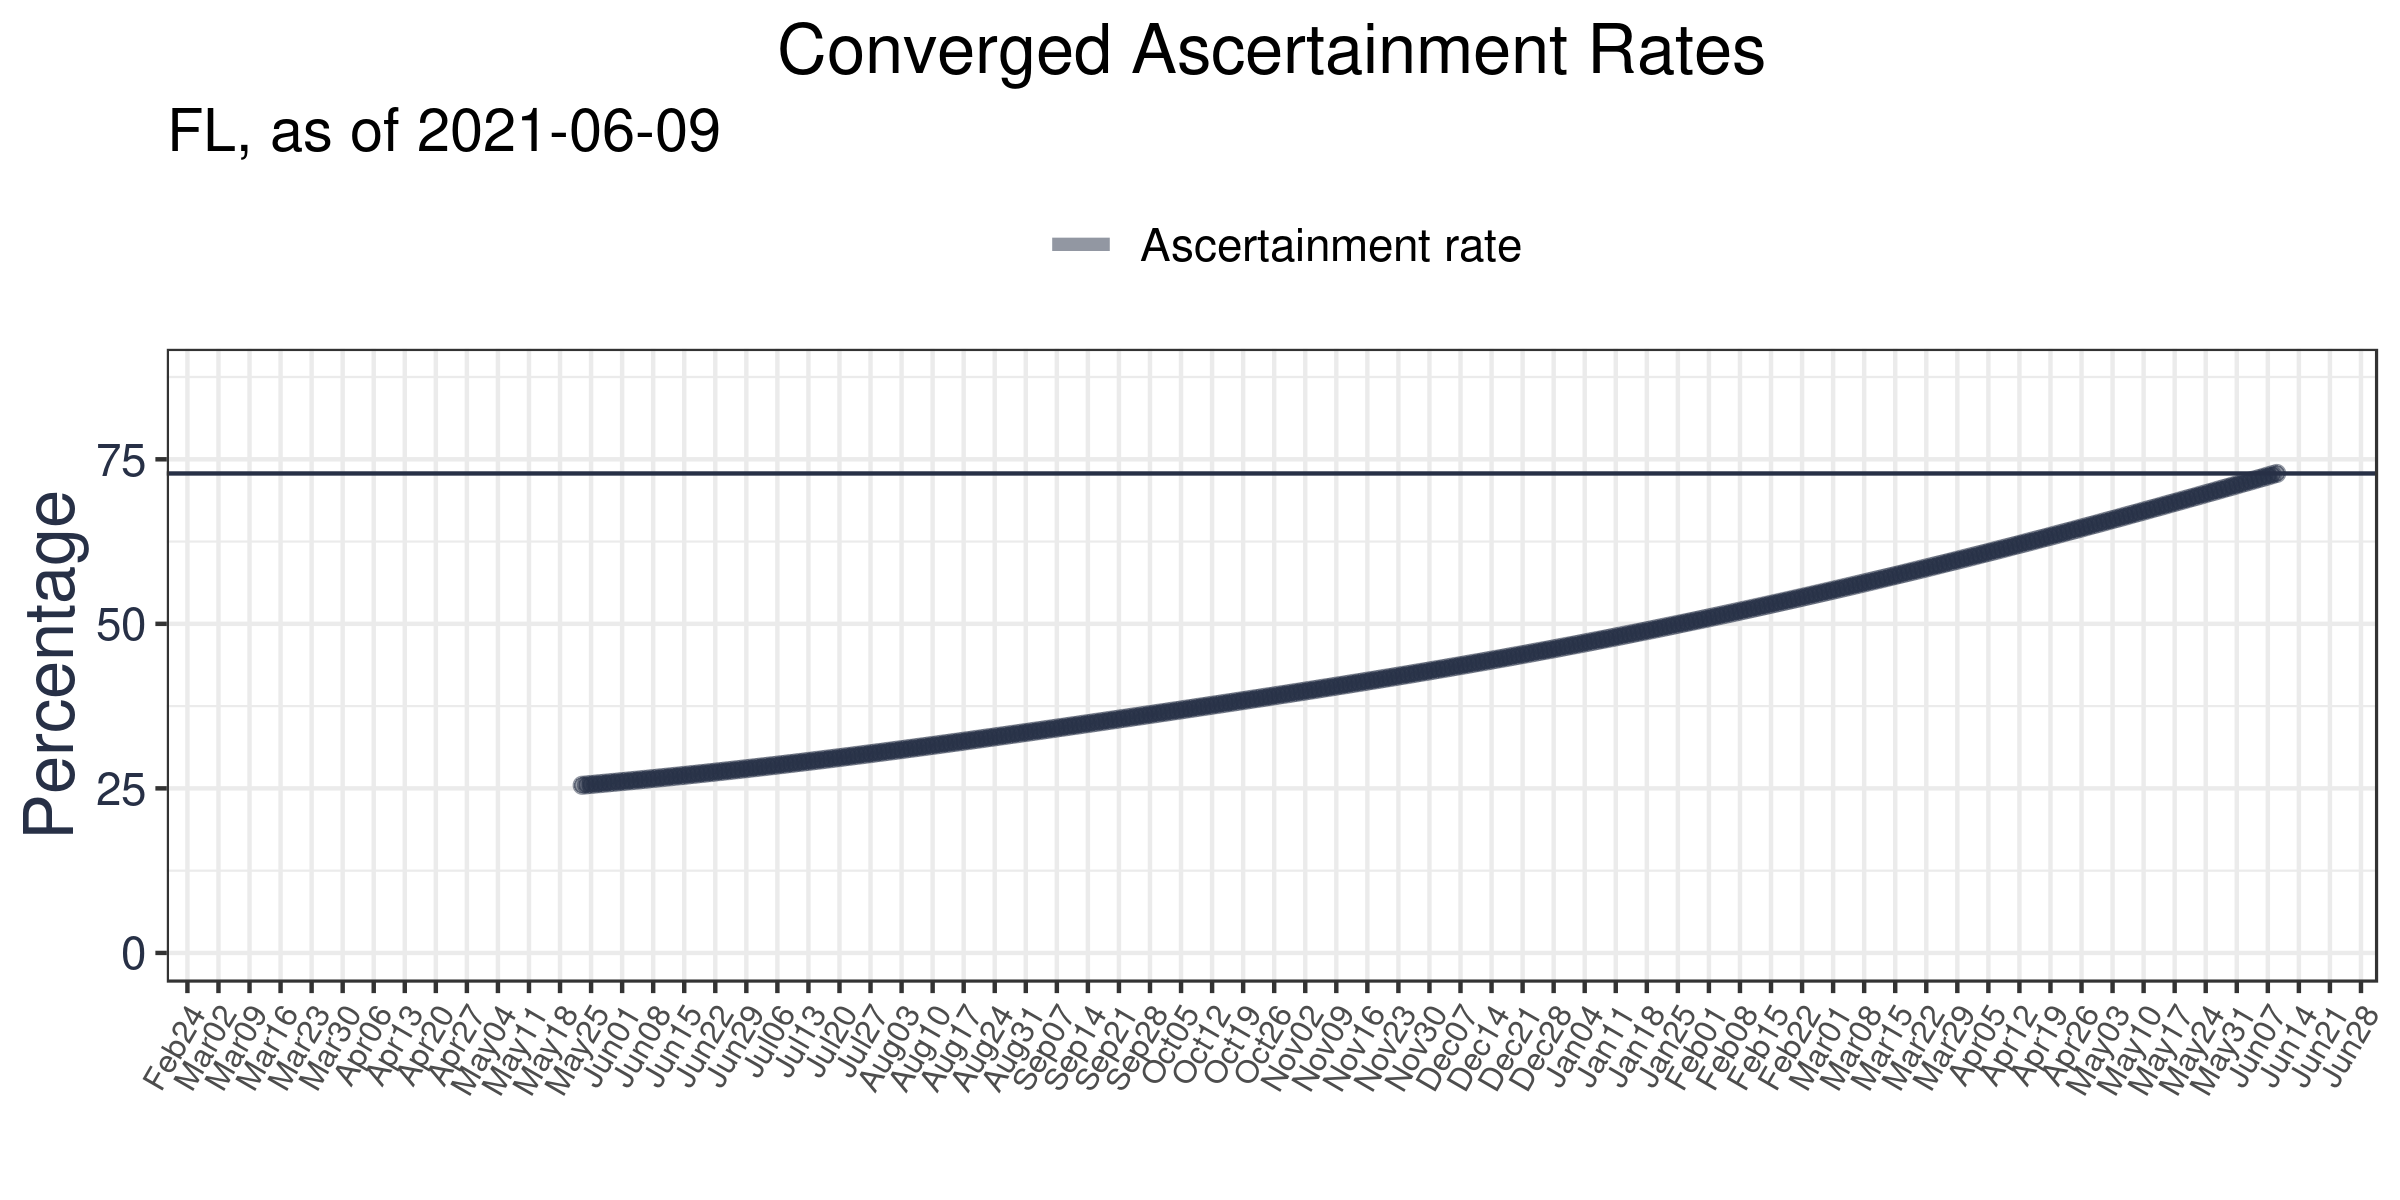 Converged Ascertainment Rates
FL, as of 2021-06-09
Ascertainment rate
Percentage
75
50
25
0
Feb24
Mar02
Mar09
Mar16
Mar23
Mar30
Apr06
Apr13
Apr20
Apr27
May04
May11
May18
May25
Jun01
Jun08
Jun15
Jun22
Jun29
Jul06
Jul13
Jul20
Jul27
Aug03
Aug10
Aug17
Aug24
Aug31
Sep07
Sep14
Sep21
Sep28
Oct05
Oct12
Oct19
Oct26
Nov02
Nov09
Nov16
Nov23
Nov30
Dec07
Dec14
Dec21
Dec28
Jan04
Jan11
Jan18
Jan25
Feb01
Feb08
Feb15
Feb22
Mar01
Mar08
Mar15
Mar22
Mar29
Apr05
Apr12
Apr19
Apr26
May03
May10
May17
May24
May31
Jun07
Jun14
Jun21
Jun28